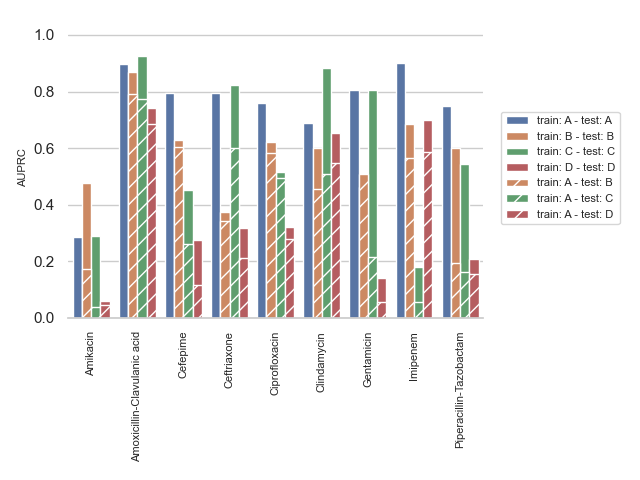 1.0
0.8
0.6
0.4
0.2
0.0
AUPRC
Amikacin
Amoxicillin-Clavulanic acid
Cefepime
Ceftriaxone
Ciprofloxacin
Clindamycin
Gentamicin
Imipenem
Piperacillin-Tazobactam
train: A - test: A
train: B - test: B
train: C - test: C
train: D - test: D
train: A - test: B
train: A - test: C
train: A - test: D